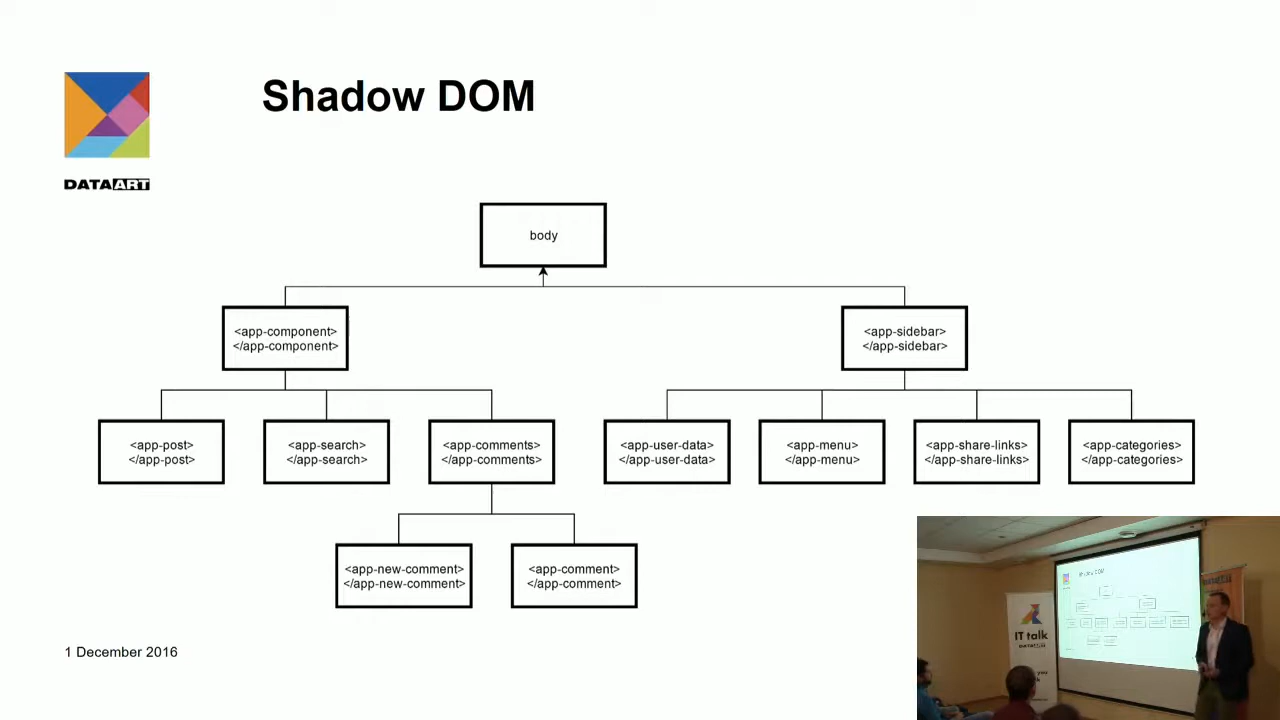 Shadow DOM
DATAART
body
<app-component>
</app-component>
<app-sidebar>
</app-sidebar>
<app-post>
</app-post>
<app-search>
</app-search>
<app-comments>
</app-comments>
<app-user-data>
</app-user-data>
<app-menu>
</app-menu>
<app-share-links>
</app-share-links>
<app-categories>
</app-categories>
<app-new-comment>
</app-new-comment>
<app-comment>
</app-comment>
1 December 2016
Shadow DOM
IT talk